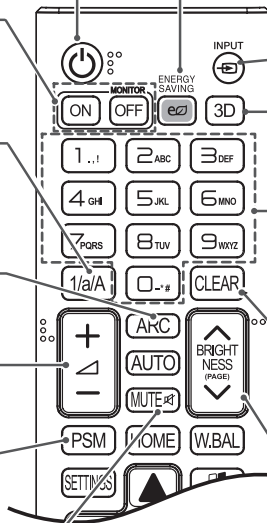 INPUT
ENERGY
SAVING
MONITOR
ON OFF 3D
1.,! 2ABC 3DEF
4GHI 5JKL 6MNO
7PQRS 8TUV 9WXYZ
1/a/A 0-*# CLEAR
ARC
+ BRIGHT
NESS
(PAGE)
AUTO
- MUTE
PSM HOME W.BAL
SETTINGS